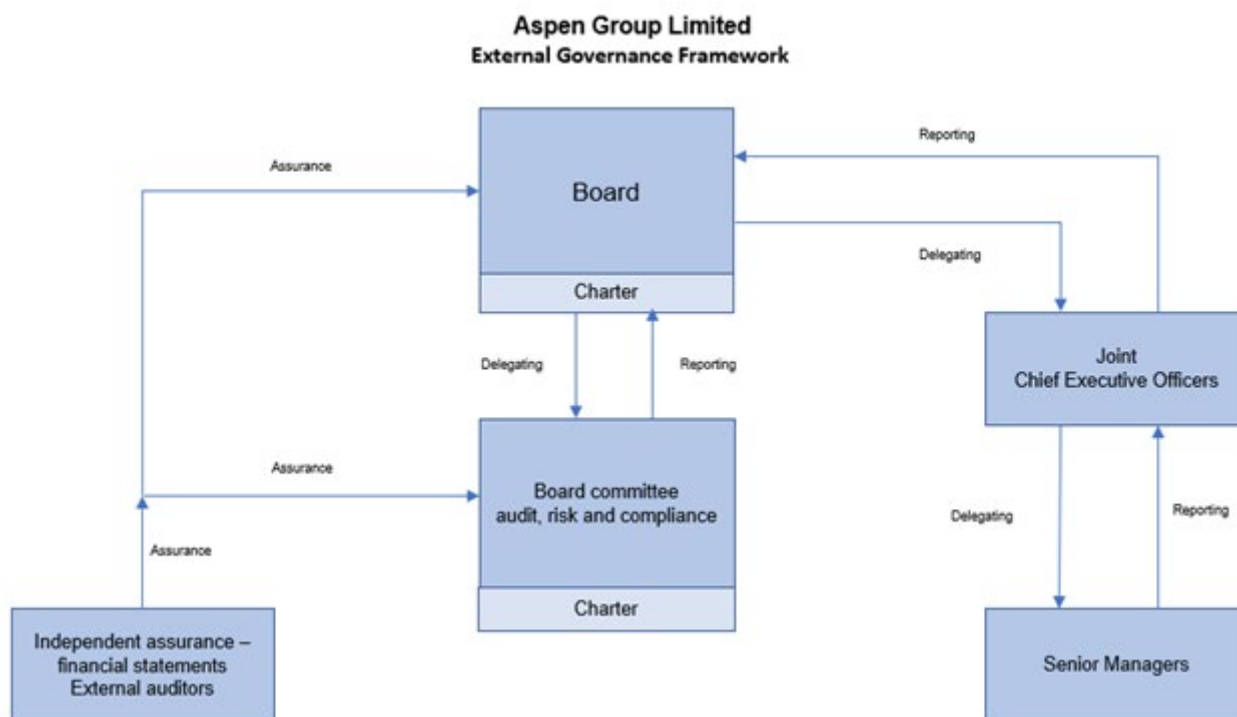 Aspen Group Limited
External Governance Framework
Reporting
Assurance
Board
Delegating
Charter
Delegating
Reporting
Joint
Chief Executive Officers
Assurance
Board committee
audit, risk and compliance
Delegating
Reporting
Assurance
Charter
Independent assurance –
financial statements
External auditors
Senior Managers